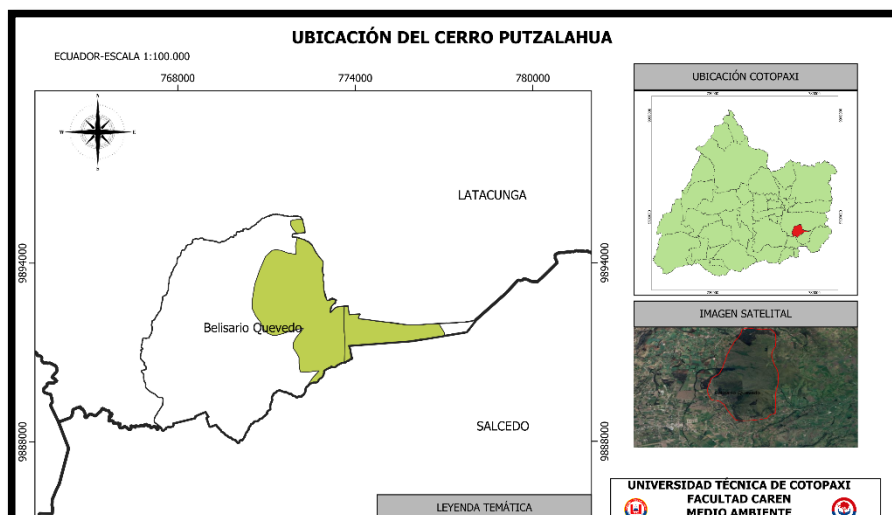 UBICACIÓN DEL CERRO PUTZALAHUA
ECUADOR-ESCALA 1:100.000
768000
774000
780000
N
W
E
S
LATACUNGA
9894000
9894000
Belisario Quevedo
SALCEDO
9888000
9888000
LEYENDA TEMÁTICA
UBICACIÓN COTOPAXI
IMAGEN SATELITAL
UNIVERSIDAD TÉCNICA DE COTOPAXI
FACULTAD CAREN
MEDIO AMBIENTE